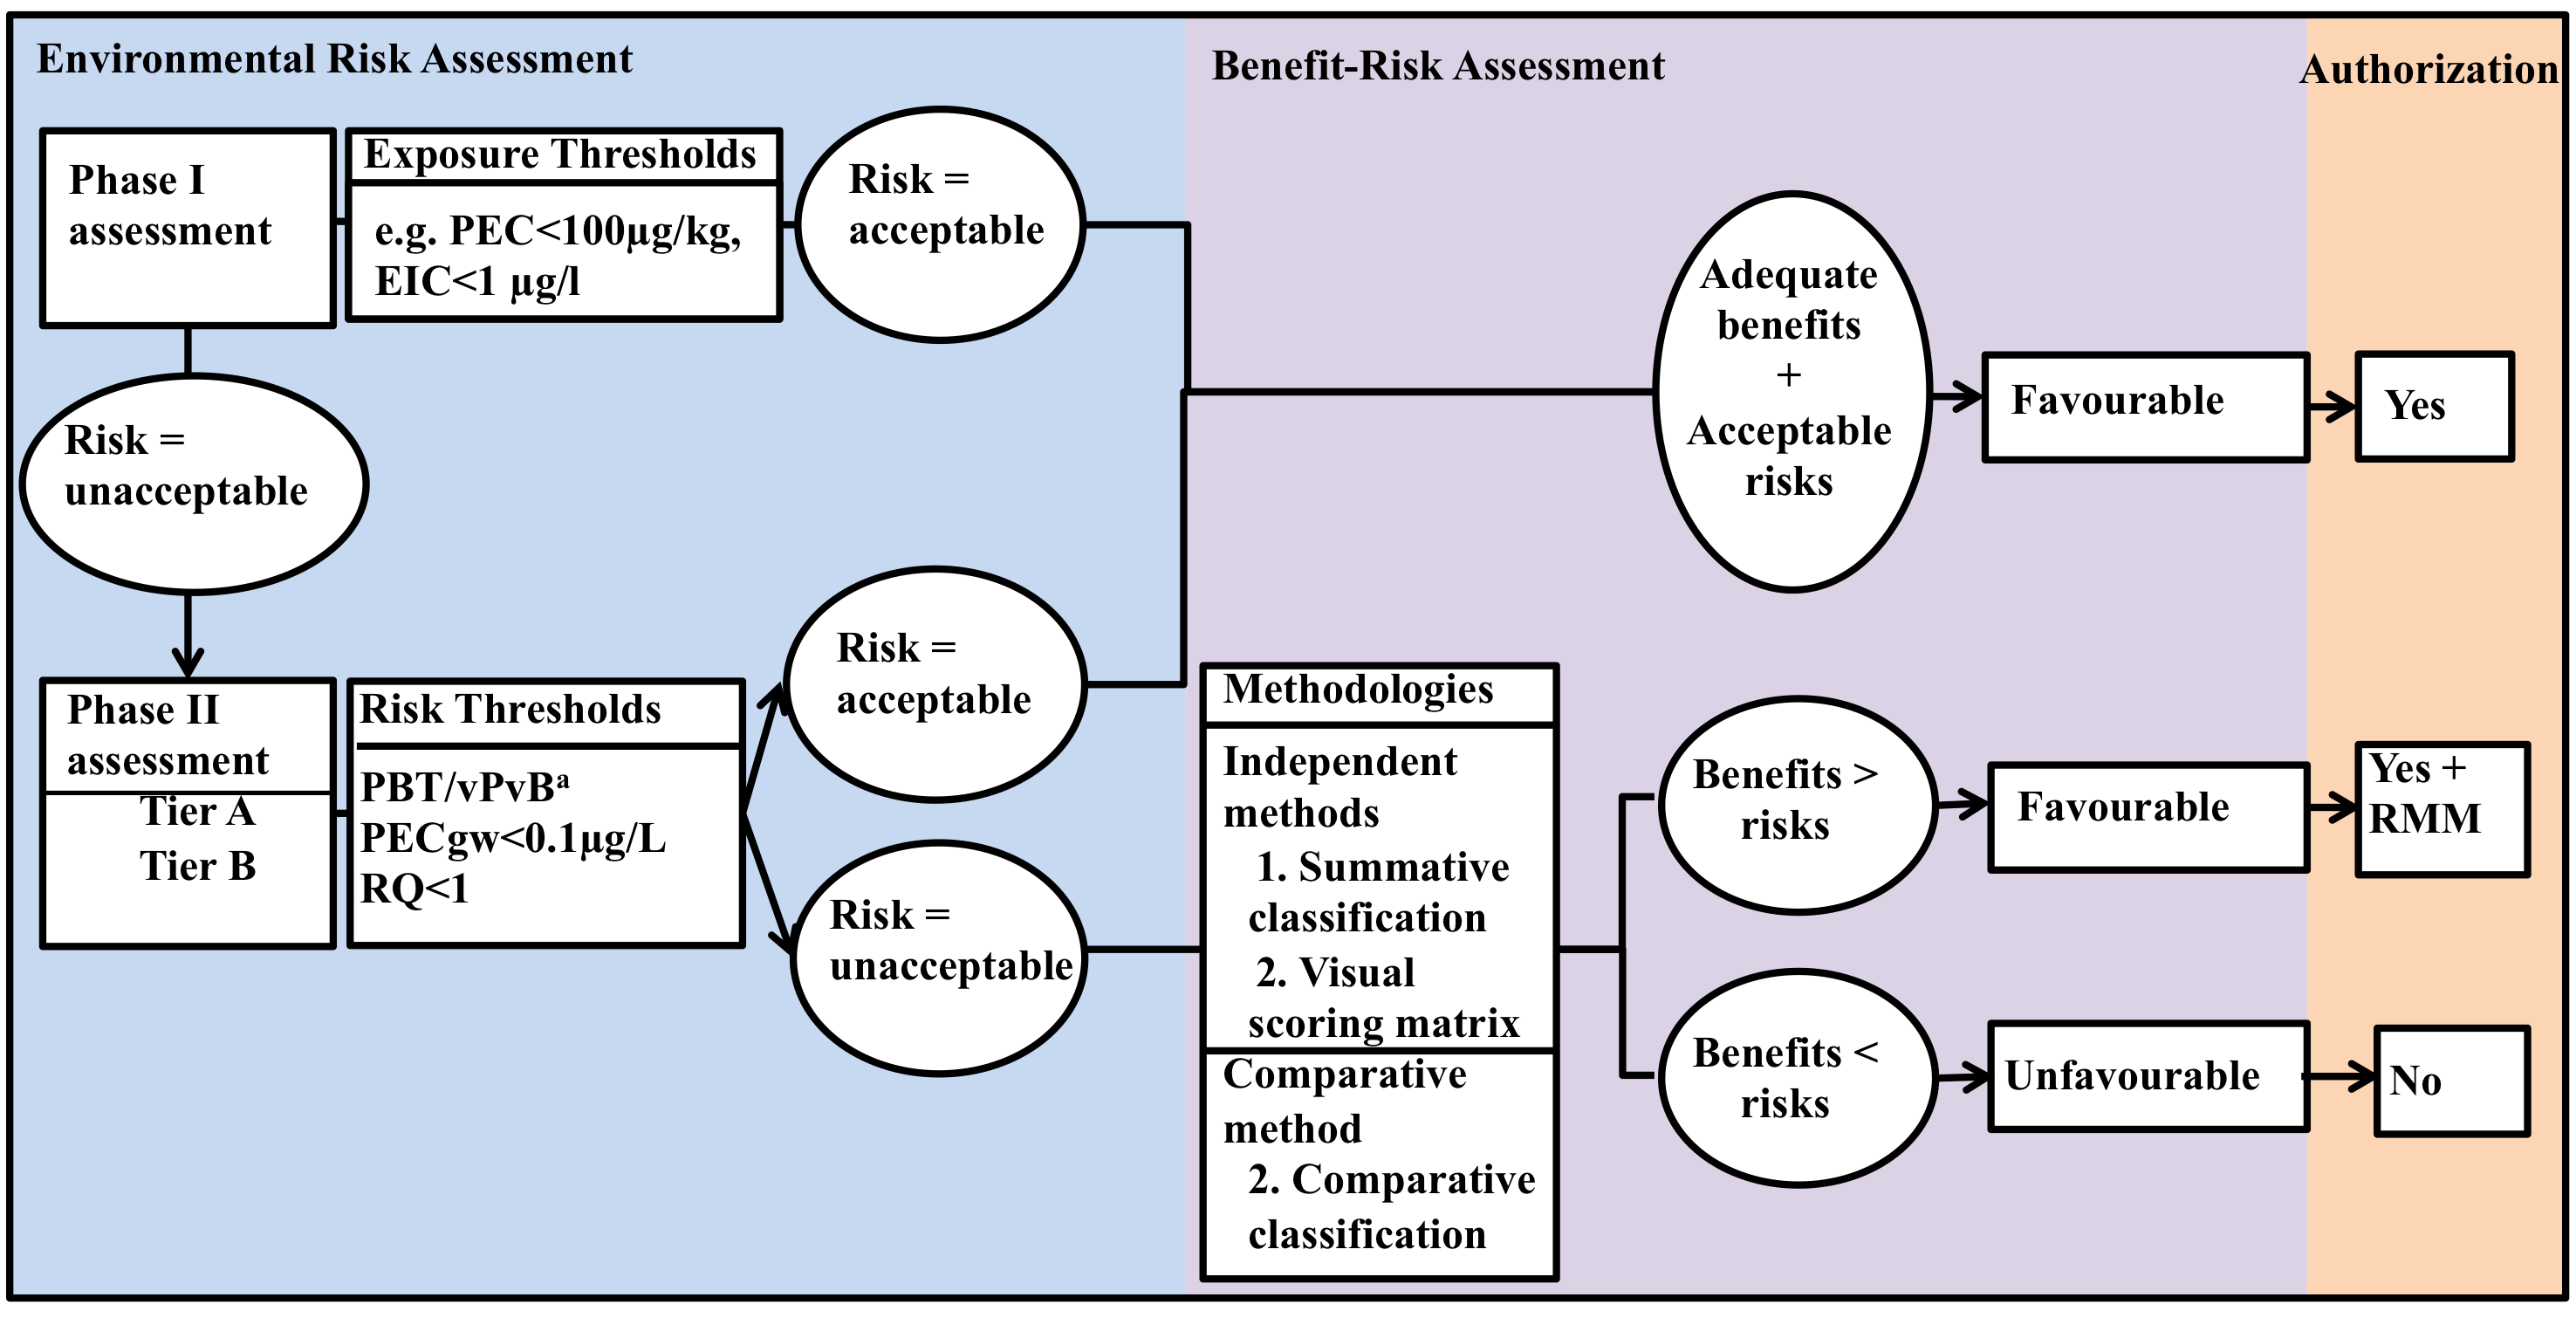 Environmental Risk Assessment
Benefit-Risk Assessment
Authorization
Phase I
assessment
Exposure Thresholds
e.g. PEC<100µg/kg,
EIC<1 µg/l
Risk =
acceptable
Adequate
benefits
+
Acceptable
risks
Favourable
Yes
Risk =
unacceptable
Phase II
assessment
Tier A
Tier B
Risk Thresholds
PBT/vPvBᵃ
PECgw<0.1µg/L
RQ<1
Risk =
acceptable
Risk =
unacceptable
Methodologies
Independent
methods
1. Summative
classification
2. Visual
scoring matrix
Comparative
method
2. Comparative
classification
Benefits >
risks
Favourable
Yes +
RMM
Benefits <
risks
Unfavourable
No